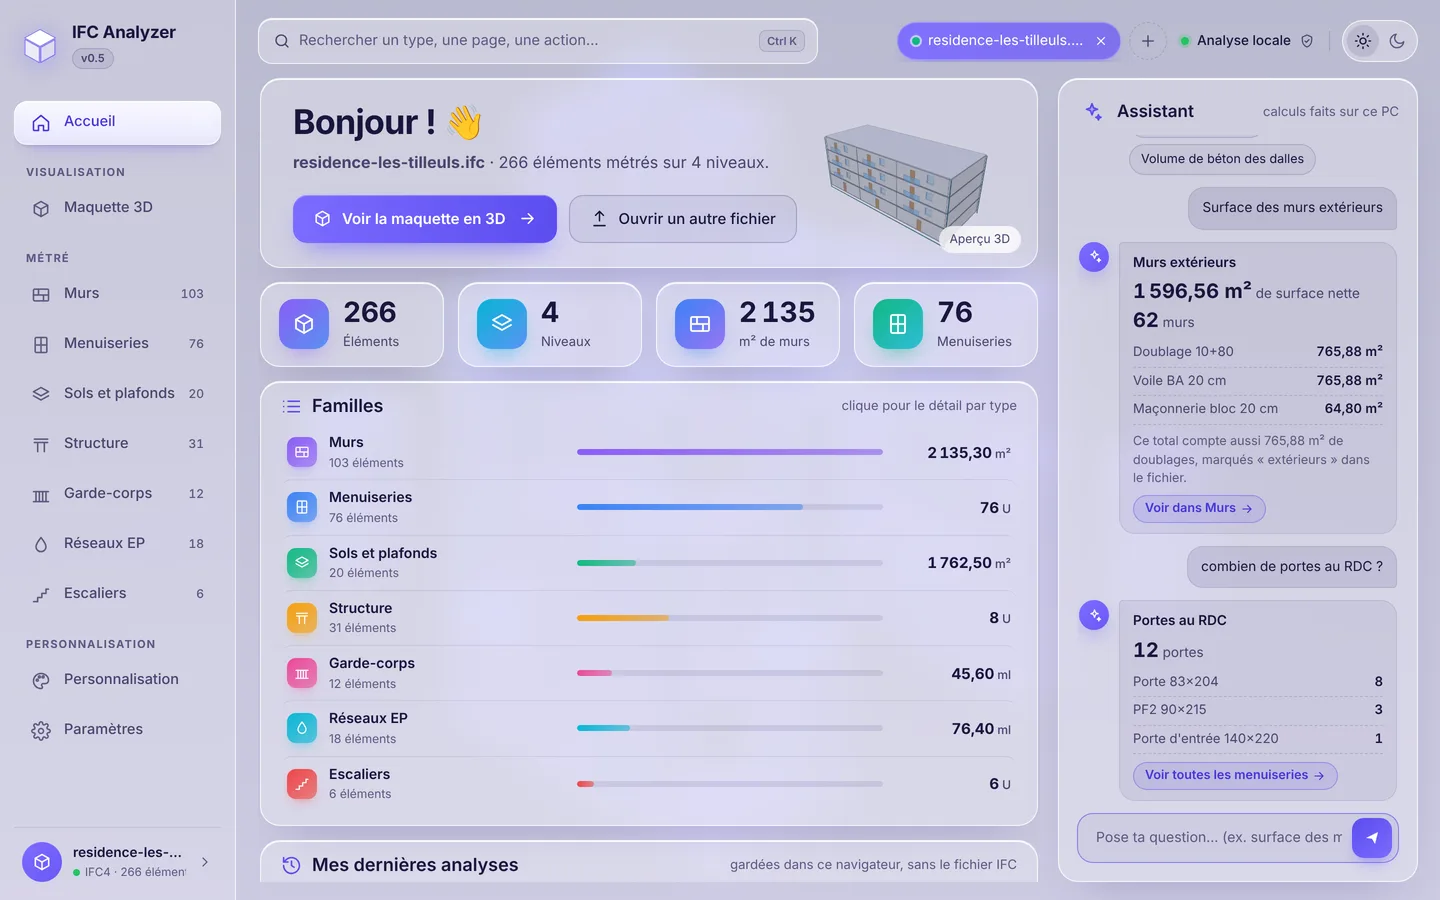 IFC Analyzer
v0.5
Accueil
VISUALISATION
Maquette 3D
MÉTRÉ
Murs 103
Menuiseries 76
Sols et plafonds 20
Structure 31
Garde-corps 12
Réseaux EP 18
Escaliers 6
PERSONNALISATION
Personnalisation
Paramètres
residence-les-...
IFC4 · 266 élémen
Rechercher un type, une page, une action... Ctrl K
residence-les-tilleuls....
Analyse locale
Bonjour ! 👋
residence-les-tilleuls.ifc · 266 éléments métrés sur 4 niveaux.
Voir la maquette en 3D →
Ouvrir un autre fichier
Aperçu 3D
266
Éléments
4
Niveaux
2 135
m² de murs
76
Menuiseries
Familles
clique pour le détail par type
Murs
103 éléments
2 135,30 m²
Menuiseries
76 éléments
76 U
Sols et plafonds
20 éléments
1 762,50 m²
Structure
31 éléments
8 U
Garde-corps
12 éléments
45,60 ml
Réseaux EP
18 éléments
76,40 ml
Escaliers
6 éléments
6 U
Mes dernières analyses
gardées dans ce navigateur, sans le fichier IFC
Assistant
calculs faits sur ce PC
Volume de béton des dalles
Surface des murs extérieurs
Murs extérieurs
1 596,56 m² de surface nette
62 murs
Doublage 10+80 765,88 m²
Voile BA 20 cm 765,88 m²
Maçonnerie bloc 20 cm 64,80 m²
Ce total compte aussi 765,88 m² de
doublages, marqués « extérieurs » dans
le fichier.
Voir dans Murs →
combien de portes au RDC ?
Portes au RDC
12 portes
Porte 83×204 8
PF2 90×215 3
Porte d'entrée 140×220 1
Voir toutes les menuiseries →
Pose ta question... (ex. surface des m